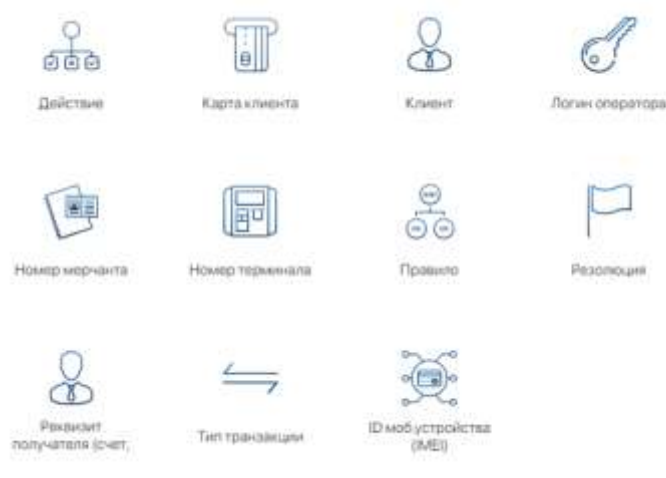 Действие
Карта клиента
Клиент
Логин оператора
Номер мерчанта
Номер терминала
Правило
Резолюция
Реквизит
получателя (счет,
Тип транзакции
ID моб устройства
(IMEI)